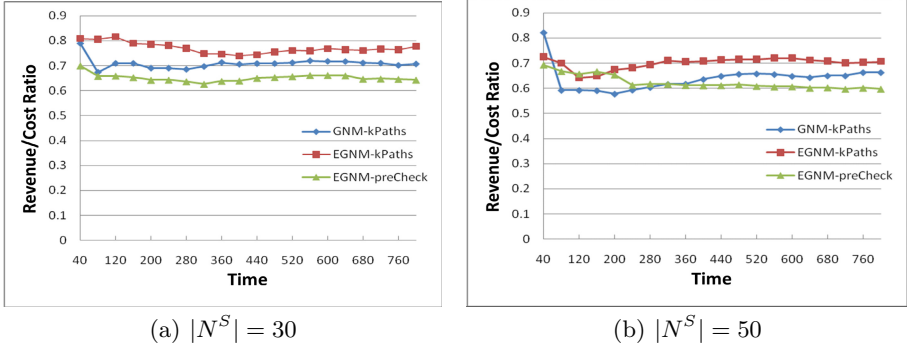 0.9
0.8
0.7
0.6
0.5
0.4
0.3
0.2
0.1
0
Revenue/Cost Ratio
GNM-kPaths
EGNM-kPaths
EGNM-preCheck
40 120 200 280 360 440 520 600 680 760
Time
(a) |N^S| = 30
0.9
0.8
0.7
0.6
0.5
0.4
0.3
0.2
0.1
0
Revenue/Cost Ratio
GNM-kPaths
EGNM-kPaths
EGNM-preCheck
40 120 200 280 360 440 520 600 680 760
Time
(b) |N^S| = 50